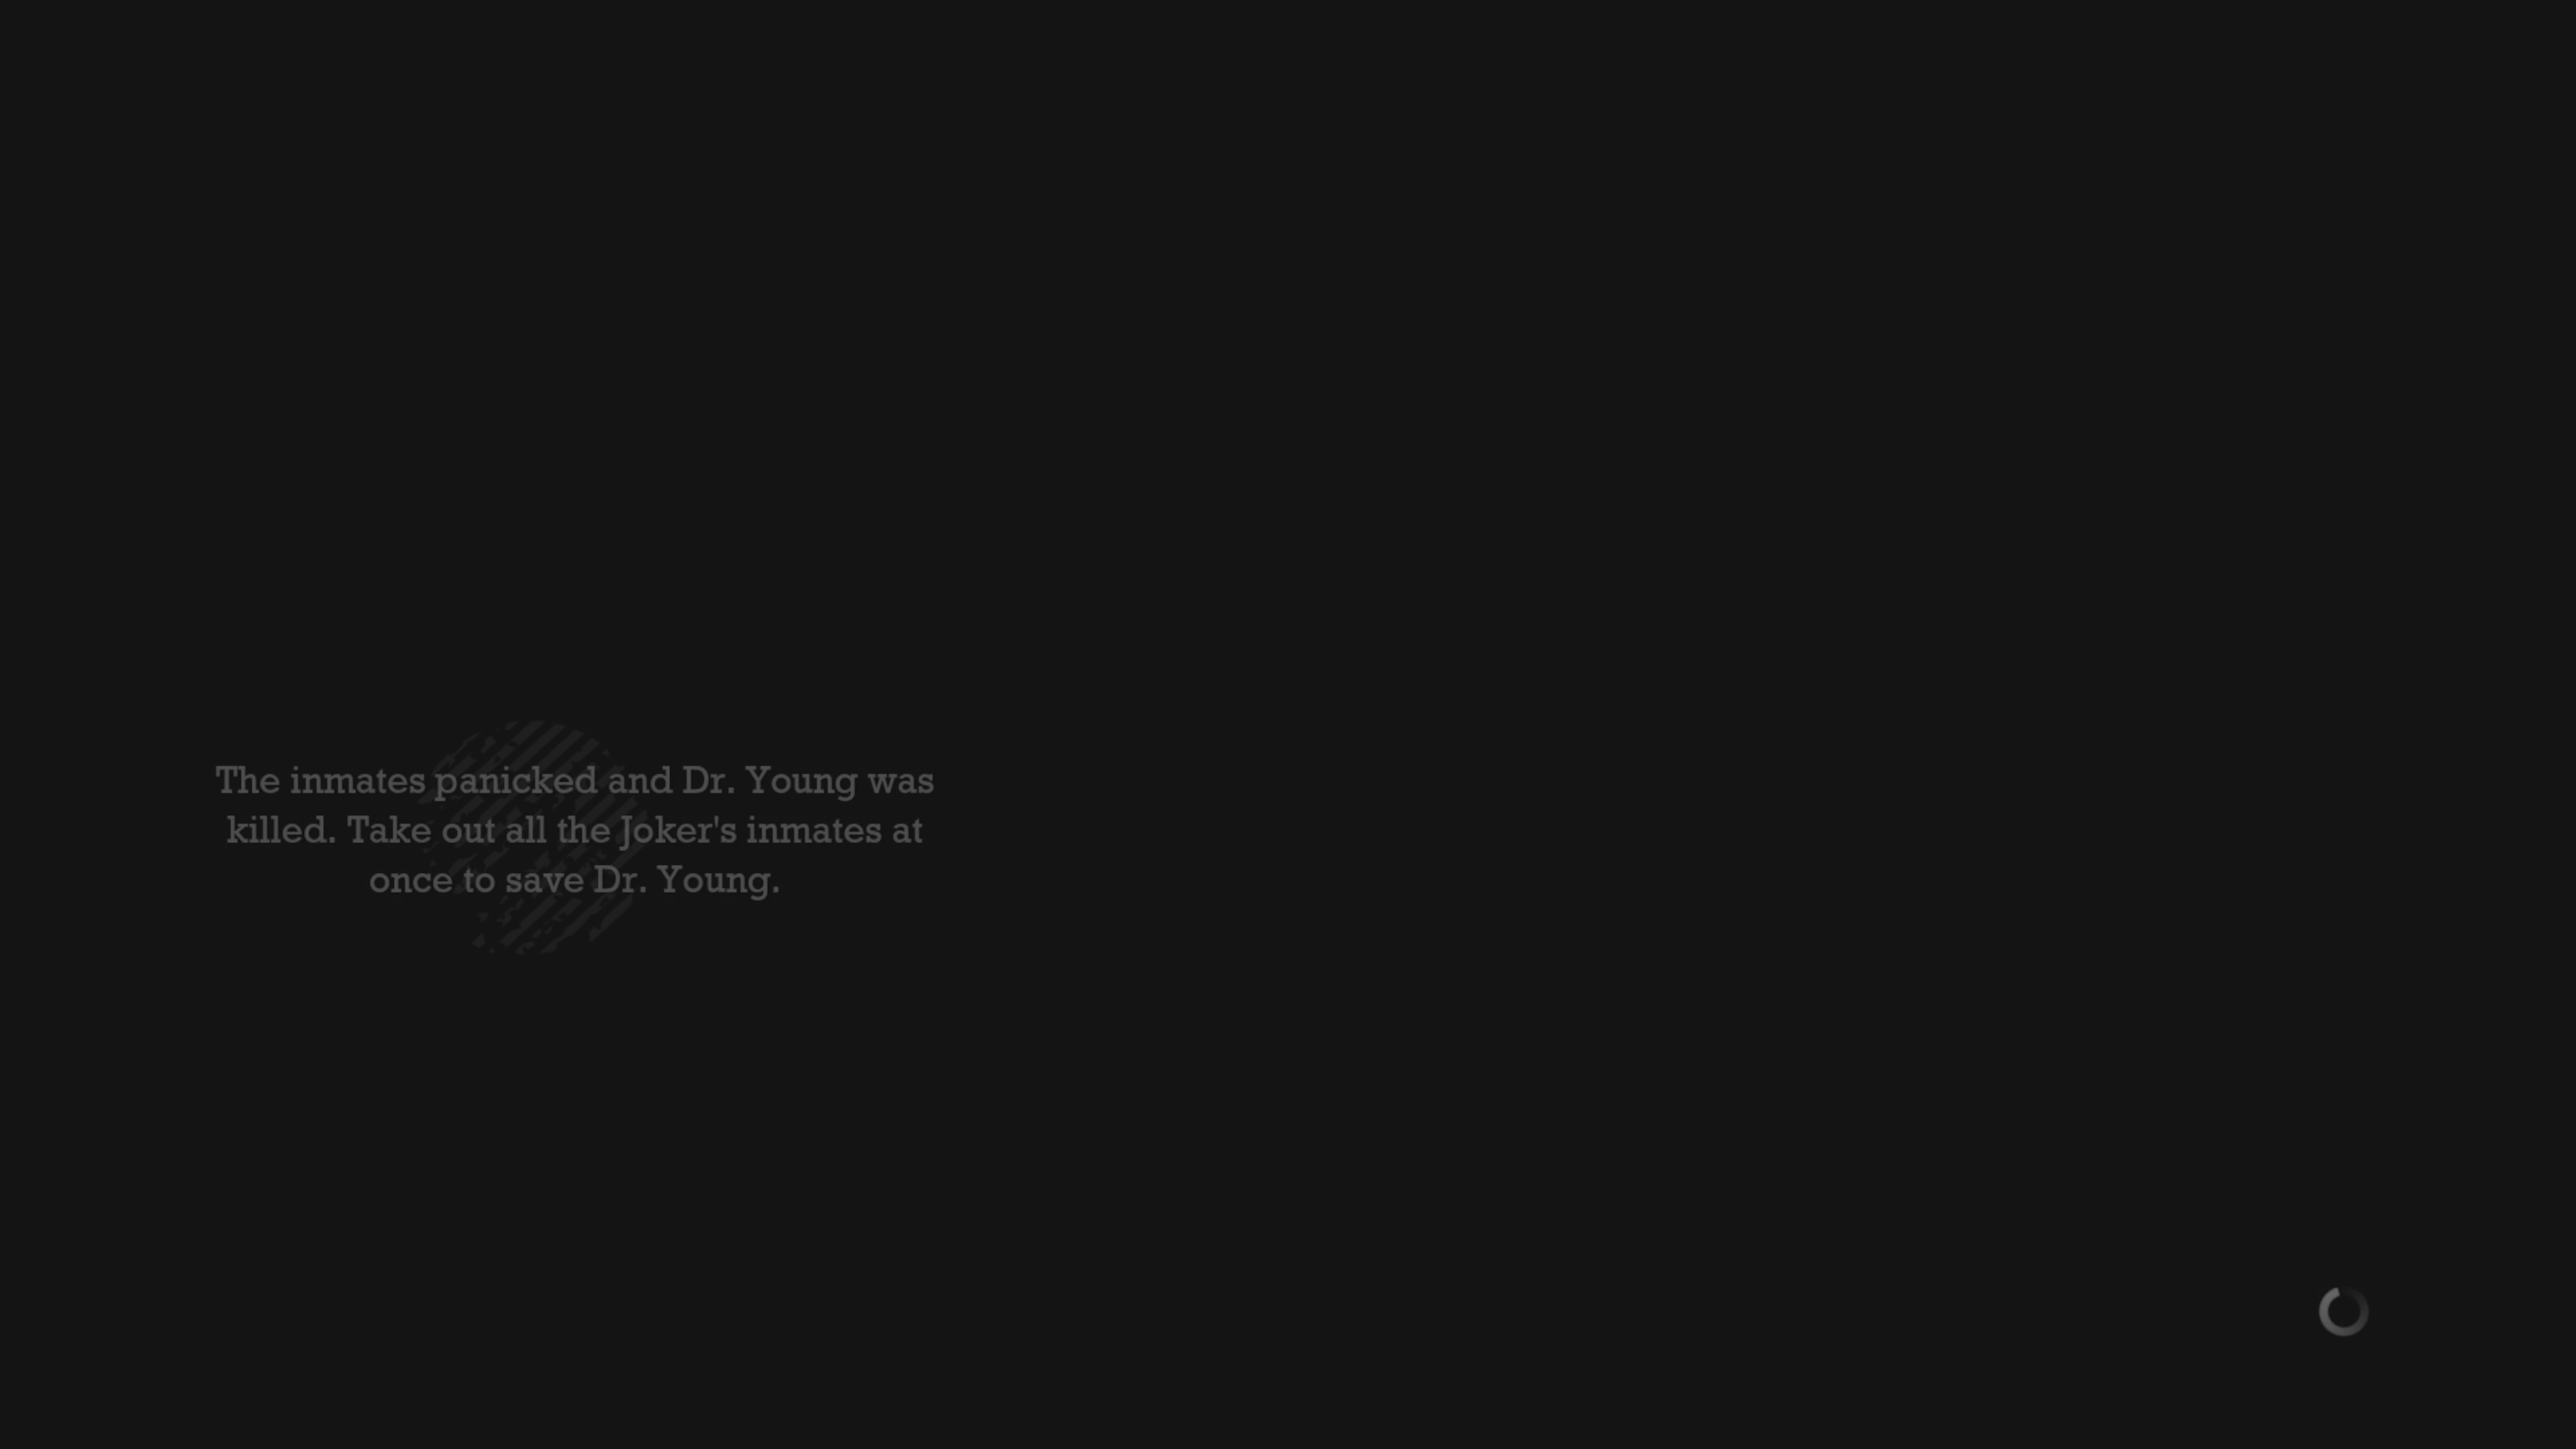 The inmates panicked and Dr. Young was
killed. Take out all the Joker's inmates at
once to save Dr. Young.